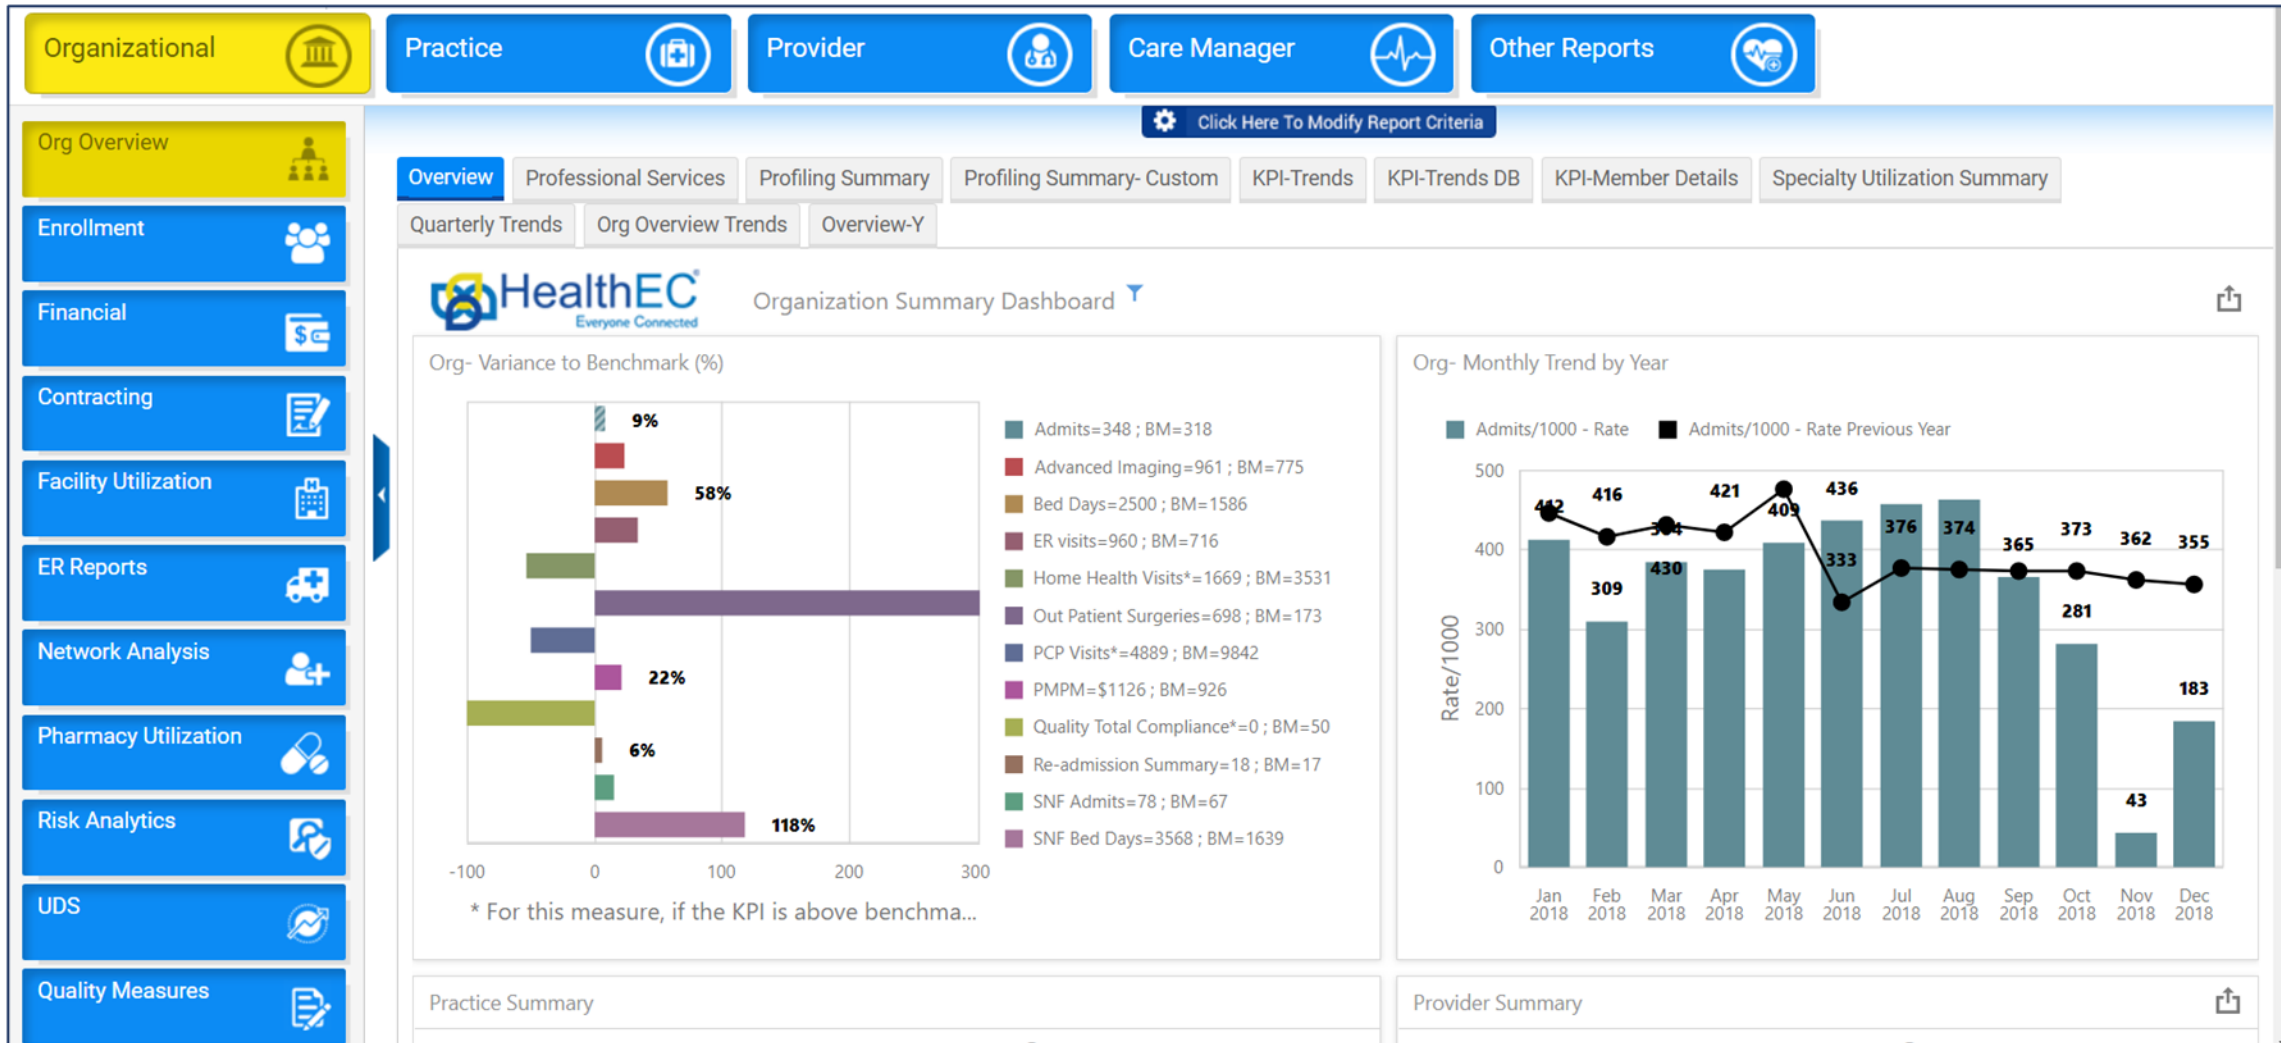 Organizational
Practice
Provider
Care Manager
Other Reports
Click Here To Modify Report Criteria
Org Overview
Enrollment
Financial
Contracting
Facility Utilization
ER Reports
Network Analysis
Pharmacy Utilization
Risk Analytics
UDS
Quality Measures
Overview Professional Services Profiling Summary Profiling Summary- Custom KPI-Trends KPI-Trends DB KPI-Member Details Specialty Utilization Summary
Quarterly Trends Org Overview Trends Overview-Y
HealthEC
Everyone Connected
Organization Summary Dashboard
Org- Variance to Benchmark (%)
9%
58%
22%
6%
118%
-100 0 100 200 300
* For this measure, if the KPI is above benchma...
Admits=348 ; BM=318
Advanced Imaging=961 ; BM=775
Bed Days=2500 ; BM=1586
ER visits=960 ; BM=716
Home Health Visits*=1669 ; BM=3531
Out Patient Surgeries=698 ; BM=173
PCP Visits*=4889 ; BM=9842
PMPM=$1126 ; BM=926
Quality Total Compliance*=0 ; BM=50
Re-admission Summary=18 ; BM=17
SNF Admits=78 ; BM=67
SNF Bed Days=3568 ; BM=1639
Org- Monthly Trend by Year
Admits/1000 - Rate Admits/1000 - Rate Previous Year
Rate/1000
500
400
300
200
100
0
412 416 421 409 436 376 374 365 373 362 355
309 430 333 281
183
43
Jan 2018
Feb 2018
Mar 2018
Apr 2018
May 2018
Jun 2018
Jul 2018
Aug 2018
Sep 2018
Oct 2018
Nov 2018
Dec 2018
Practice Summary
Provider Summary